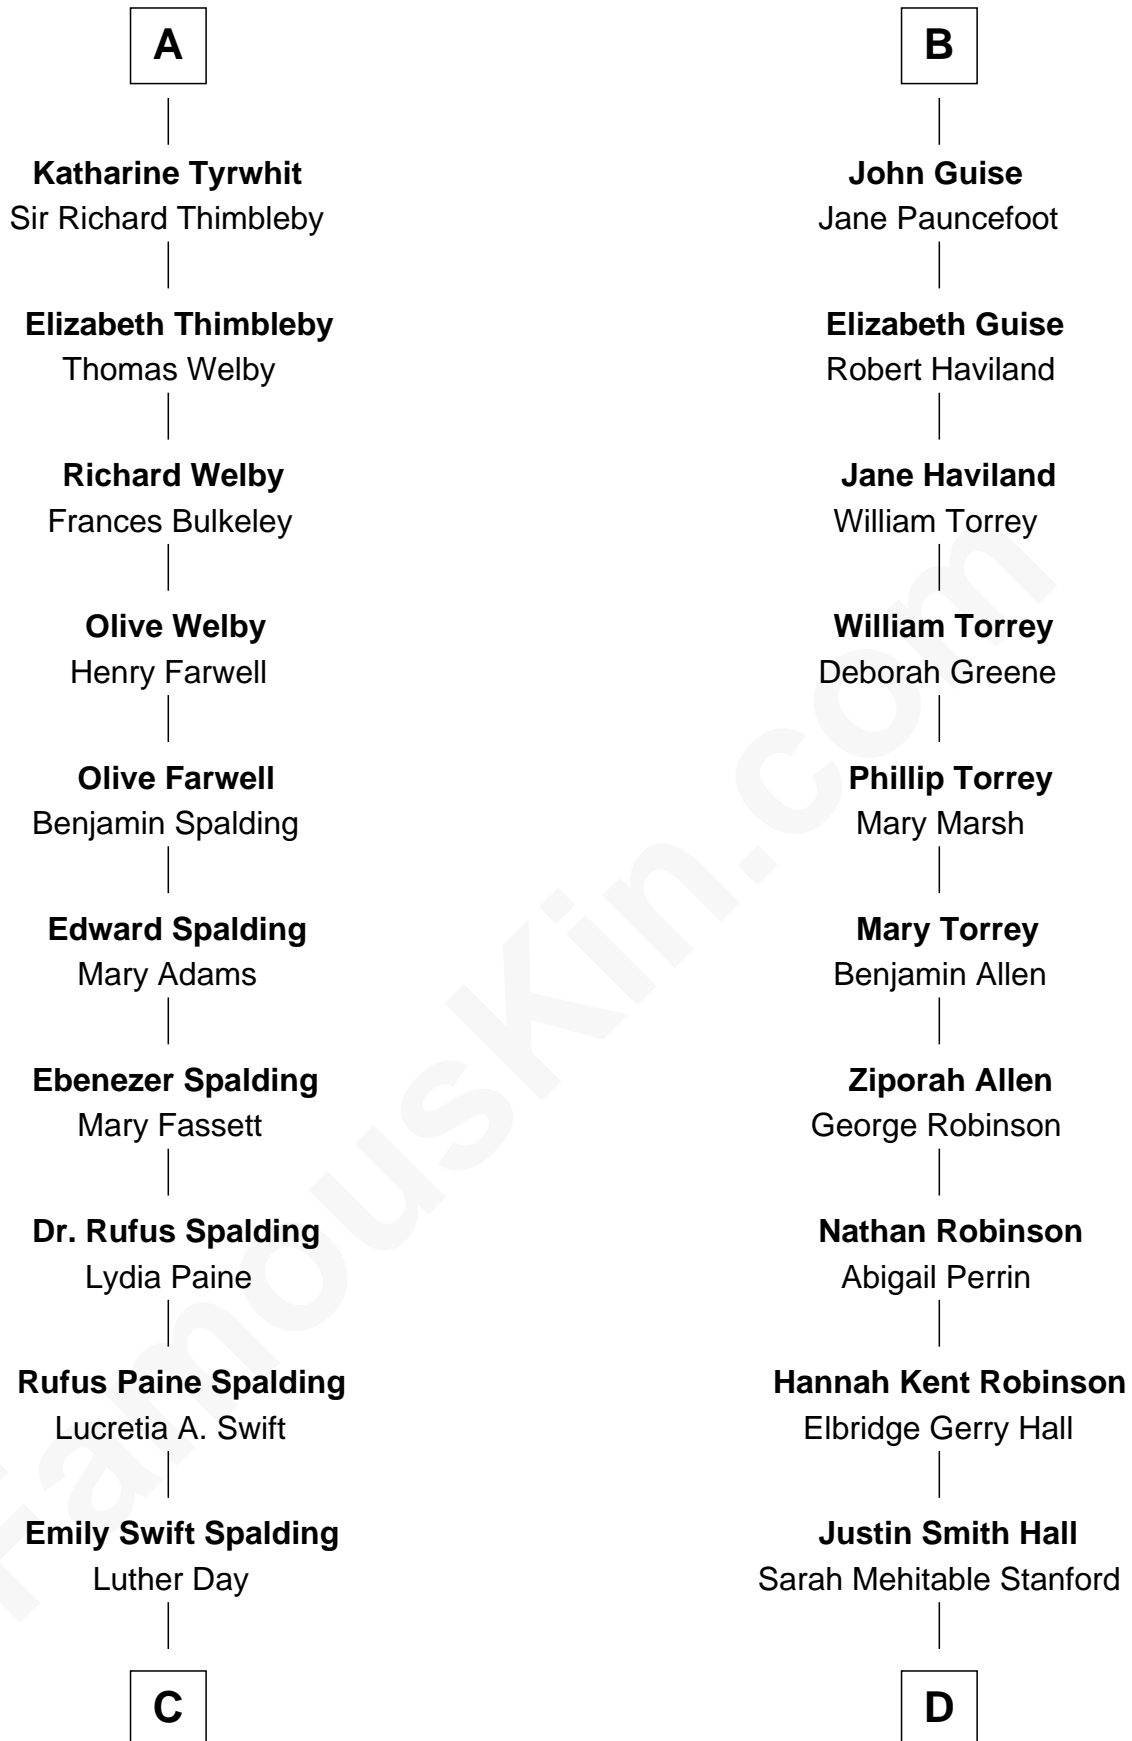 A
Katharine Tyrwhit
Sir Richard Thimbleby
Elizabeth Thimbleby
Thomas Welby
Richard Welby
Frances Bulkeley
Olive Welby
Henry Farwell
Olive Farwell
Benjamin Spalding
Edward Spalding
Mary Adams
Ebenezer Spalding
Mary Fassett
Dr. Rufus Spalding
Lydia Paine
Rufus Paine Spalding
Lucretia A. Swift
Emily Swift Spalding
Luther Day
C
B
John Guise
Jane Pauncefoot
Elizabeth Guise
Robert Haviland
Jane Haviland
William Torrey
William Torrey
Deborah Greene
Phillip Torrey
Mary Marsh
Mary Torrey
Benjamin Allen
Ziporah Allen
George Robinson
Nathan Robinson
Abigail Perrin
Hannah Kent Robinson
Elbridge Gerry Hall
Justin Smith Hall
Sarah Mehitable Stanford
D
FamousKin.com